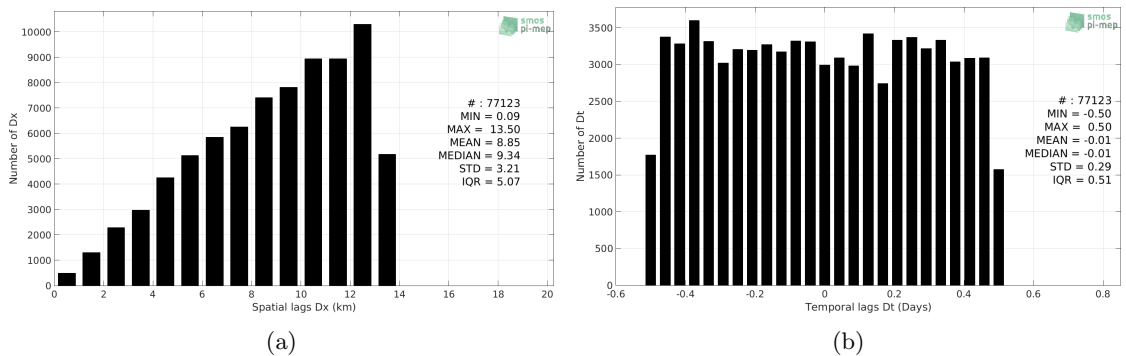 smos
pi-mep
10000
9000
8000
7000
6000
5000
4000
3000
2000
1000
0
Number of Dx
# : 77123
MIN = 0.09
MAX = 13.50
MEAN = 8.85
MEDIAN = 9.34
STD = 3.21
IQR = 5.07
0 2 4 6 8 10 12 14 16 18 20
Spatial lags Dx (km)
(a)
smos
pi-mep
3500
3000
2500
2000
1500
1000
500
0
Number of Dt
# : 77123
MIN = -0.50
MAX = 0.50
MEAN = -0.01
MEDIAN = -0.01
STD = 0.29
IQR = 0.51
-0.6 -0.4 -0.2 0 0.2 0.4 0.6 0.8
Temporal lags Dt (Days)
(b)